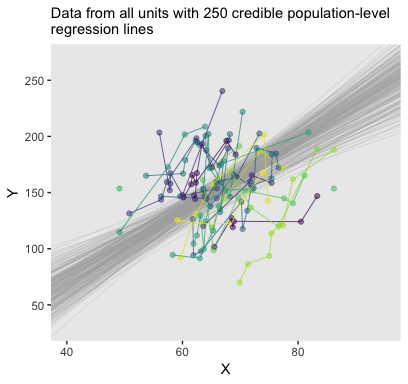 Data from all units with 250 credible population-level
regression lines
250
200
150
100
50
Y
40
60
80
X